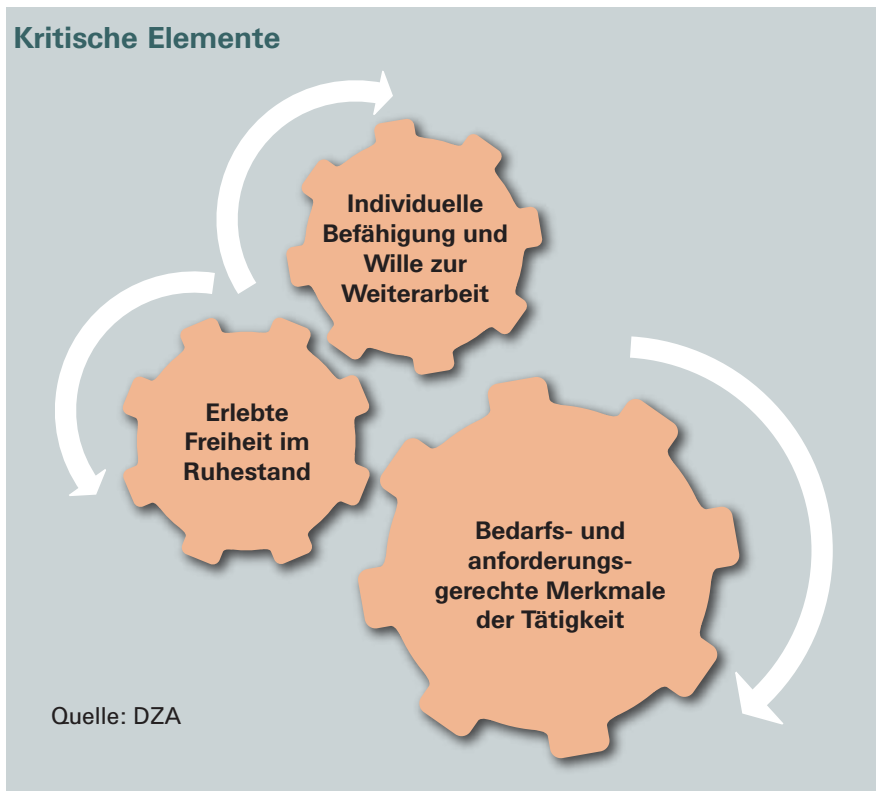 Kritische Elemente
Individuelle
Befähigung und
Wille zur
Weiterarbeit
Erlebte
Freiheit im
Ruhestand
Bedarfs- und
anforderungs-
gerechte Merkmale
der Tätigkeit
Quelle: DZA